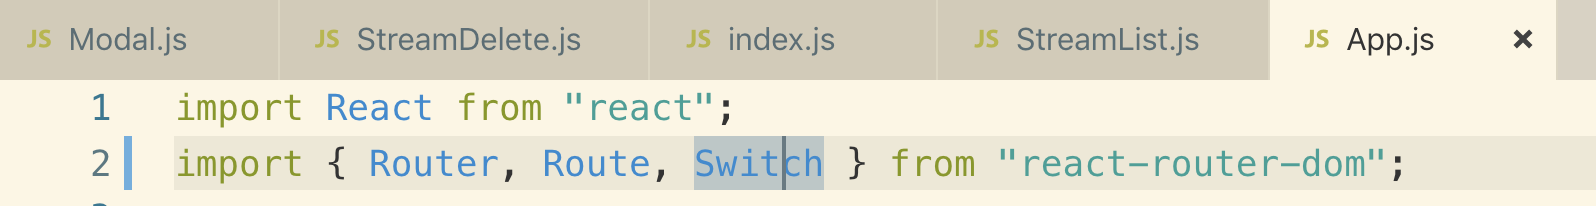 JS Modal.js JS StreamDelete.js JS index.js JS StreamList.js JS App.js ×
1 import React from "react";
2 import { Router, Route, Switch } from "react-router-dom";